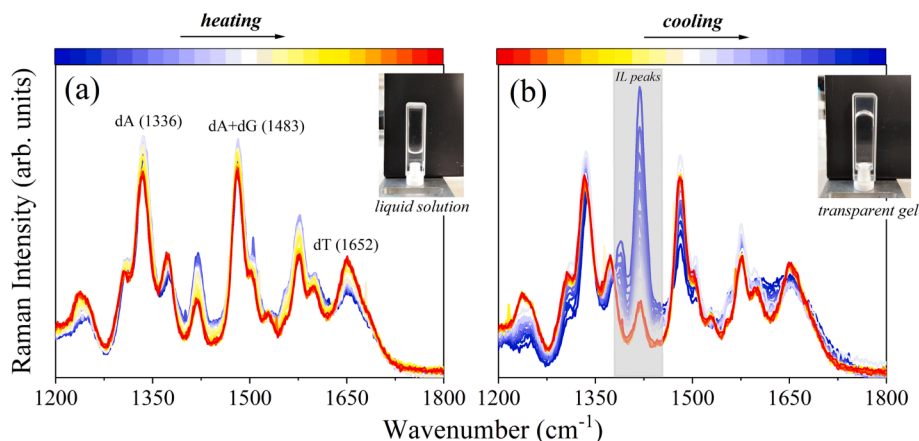 heating
cooling
(a)
dA (1336)
dA+dG (1483)
dT (1652)
liquid solution
(b)
IL peaks
transparent gel
Raman Intensity (arb. units)
1200 1350 1500 1650 1800
1200 1350 1500 1650 1800
Wavenumber (cm⁻¹)